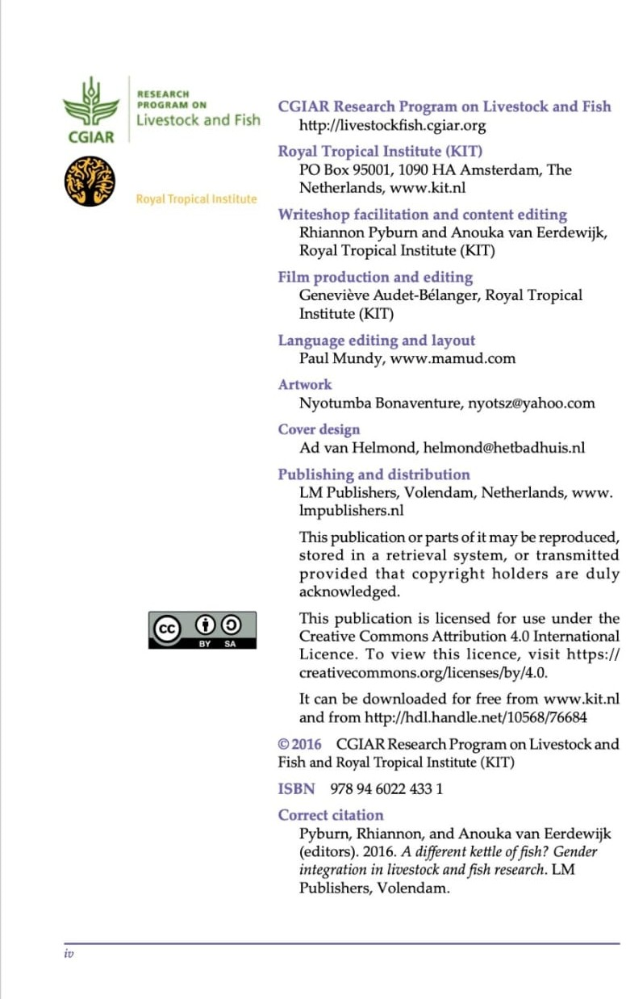 RESEARCH
PROGRAM ON
Livestock and Fish
CGIAR
Royal Tropical Institute
CGIAR Research Program on Livestock and Fish
http://livestockfish.cgiar.org
Royal Tropical Institute (KIT)
PO Box 95001, 1090 HA Amsterdam, The
Netherlands, www.kit.nl
Writeshop facilitation and content editing
Rhiannon Pyburn and Anouka van Eerdewijk,
Royal Tropical Institute (KIT)
Film production and editing
Geneviève Audet-Bélanger, Royal Tropical
Institute (KIT)
Language editing and layout
Paul Mundy, www.mamud.com
Artwork
Nyotumba Bonaventure, nyotsz@yahoo.com
Cover design
Ad van Helmond, helmond@hetbadhuis.nl
Publishing and distribution
LM Publishers, Volendam, Netherlands, www.
lmpublishers.nl
This publication or parts of it may be reproduced,
stored in a retrieval system, or transmitted
provided that copyright holders are duly
acknowledged.
cc
BY SA
This publication is licensed for use under the
Creative Commons Attribution 4.0 International
Licence. To view this licence, visit https://
creativecommons.org/licenses/by/4.0.
It can be downloaded for free from www.kit.nl
and from http://hdl.handle.net/10568/76684
© 2016 CGIAR Research Program on Livestock and
Fish and Royal Tropical Institute (KIT)
ISBN 978 94 6022 433 1
Correct citation
Pyburn, Rhiannon, and Anouka van Eerdewijk
(editors). 2016. A different kettle of fish? Gender
integration in livestock and fish research. LM
Publishers, Volendam.
iv